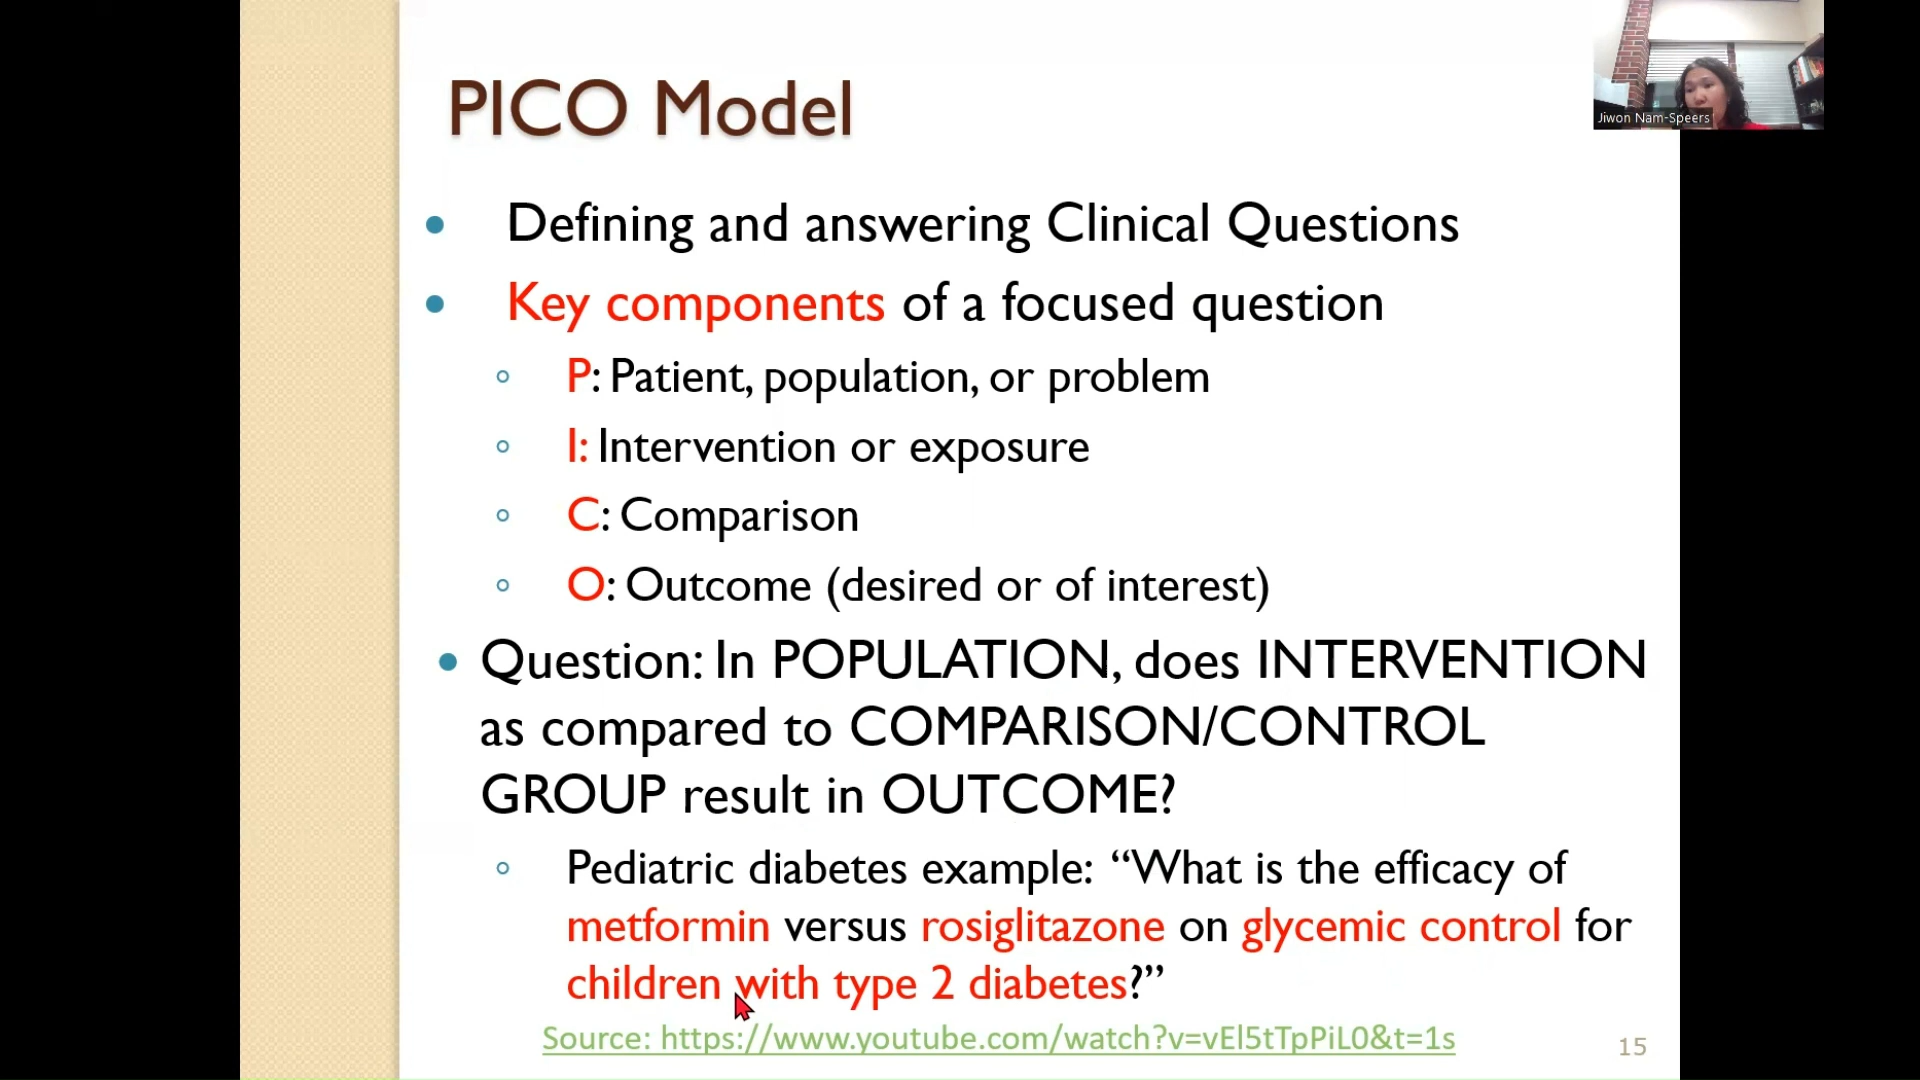 PICO Model
Jiwon Nam-Speers
• Defining and answering Clinical Questions
• Key components of a focused question
◦ P: Patient, population, or problem
◦ I: Intervention or exposure
◦ C: Comparison
◦ O: Outcome (desired or of interest)
• Question: In POPULATION, does INTERVENTION
as compared to COMPARISON/CONTROL
GROUP result in OUTCOME?
◦ Pediatric diabetes example: “What is the efficacy of
metformin versus rosiglitazone on glycemic control for
children with type 2 diabetes?”
Source: https://www.youtube.com/watch?v=vEl5tTpPiL0&t=1s
15